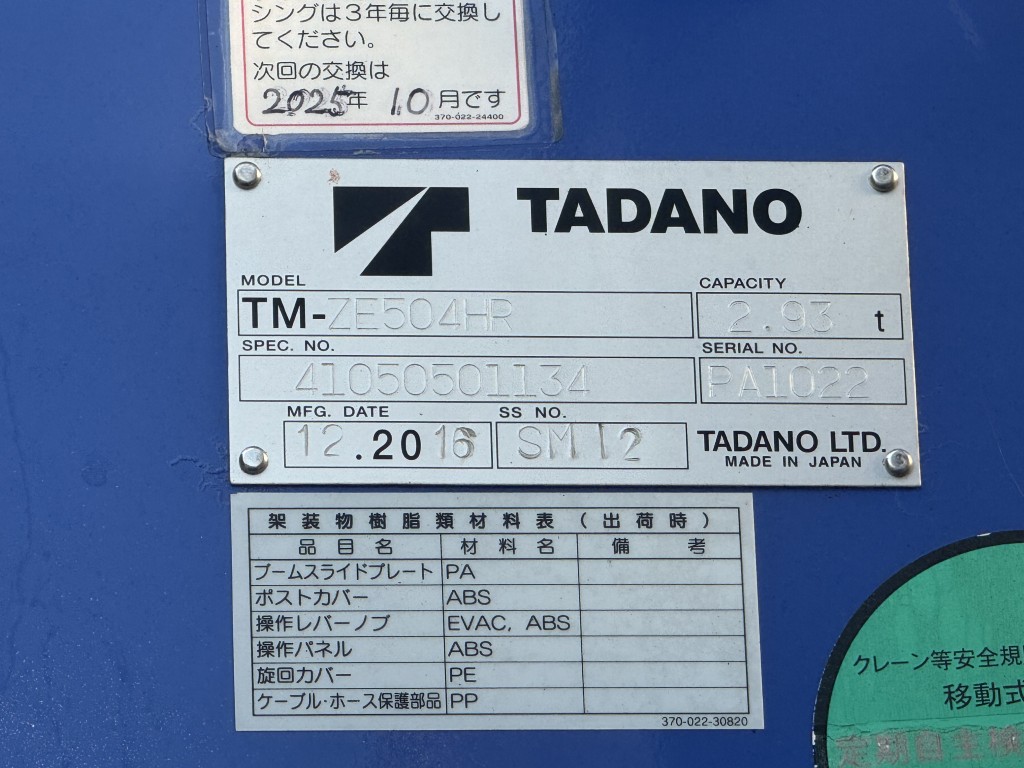 シングは3年毎に交換し
てください。
次回の交換は
2025年 10月です
370-022-24400
TADANO
MODEL
TM-ZE504HR
CAPACITY
2.93 t
SPEC. NO.
41050501134
SERIAL NO.
PA1022
MFG. DATE
12.2016
SS NO.
SM12
TADANO LTD.
MADE IN JAPAN
架装物樹脂類材料表(出荷時)
品目名 材料名 備考
ブームスライドプレート PA
ポストカバー ABS
操作レバーノブ EVAC, ABS
操作パネル ABS
旋回カバー PE
ケーブル・ホース保護部品 PP
370-022-30820
クレーン等安全規
移動式
定期自主検